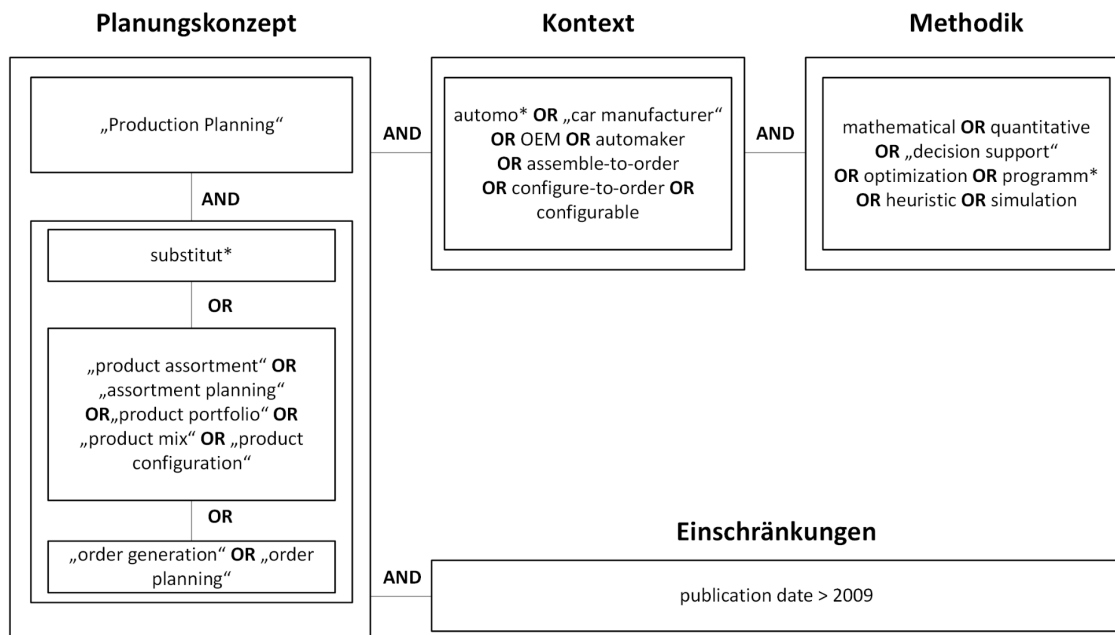 Planungskonzept
„Production Planning“
AND
substitut*
OR
„product assortment“ OR
„assortment planning“
OR„product portfolio“ OR
„product mix“ OR „product
configuration“
OR
„order generation“ OR „order
planning“
AND
Kontext
automo* OR „car manufacturer“
OR OEM OR automaker
OR assemble-to-order
OR configure-to-order OR
configurable
AND
Methodik
mathematical OR quantitative
OR „decision support“
OR optimization OR programm*
OR heuristic OR simulation
AND
Einschränkungen
publication date > 2009